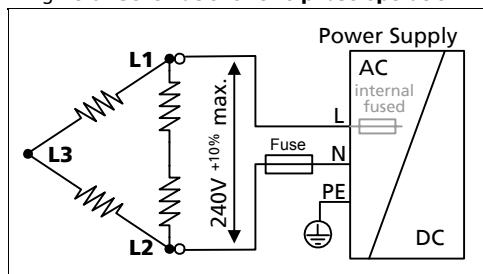 Power Supply
L1
AC
internal
fused
L
240V +10% max.
Fuse
N
L3
PE
L2
DC